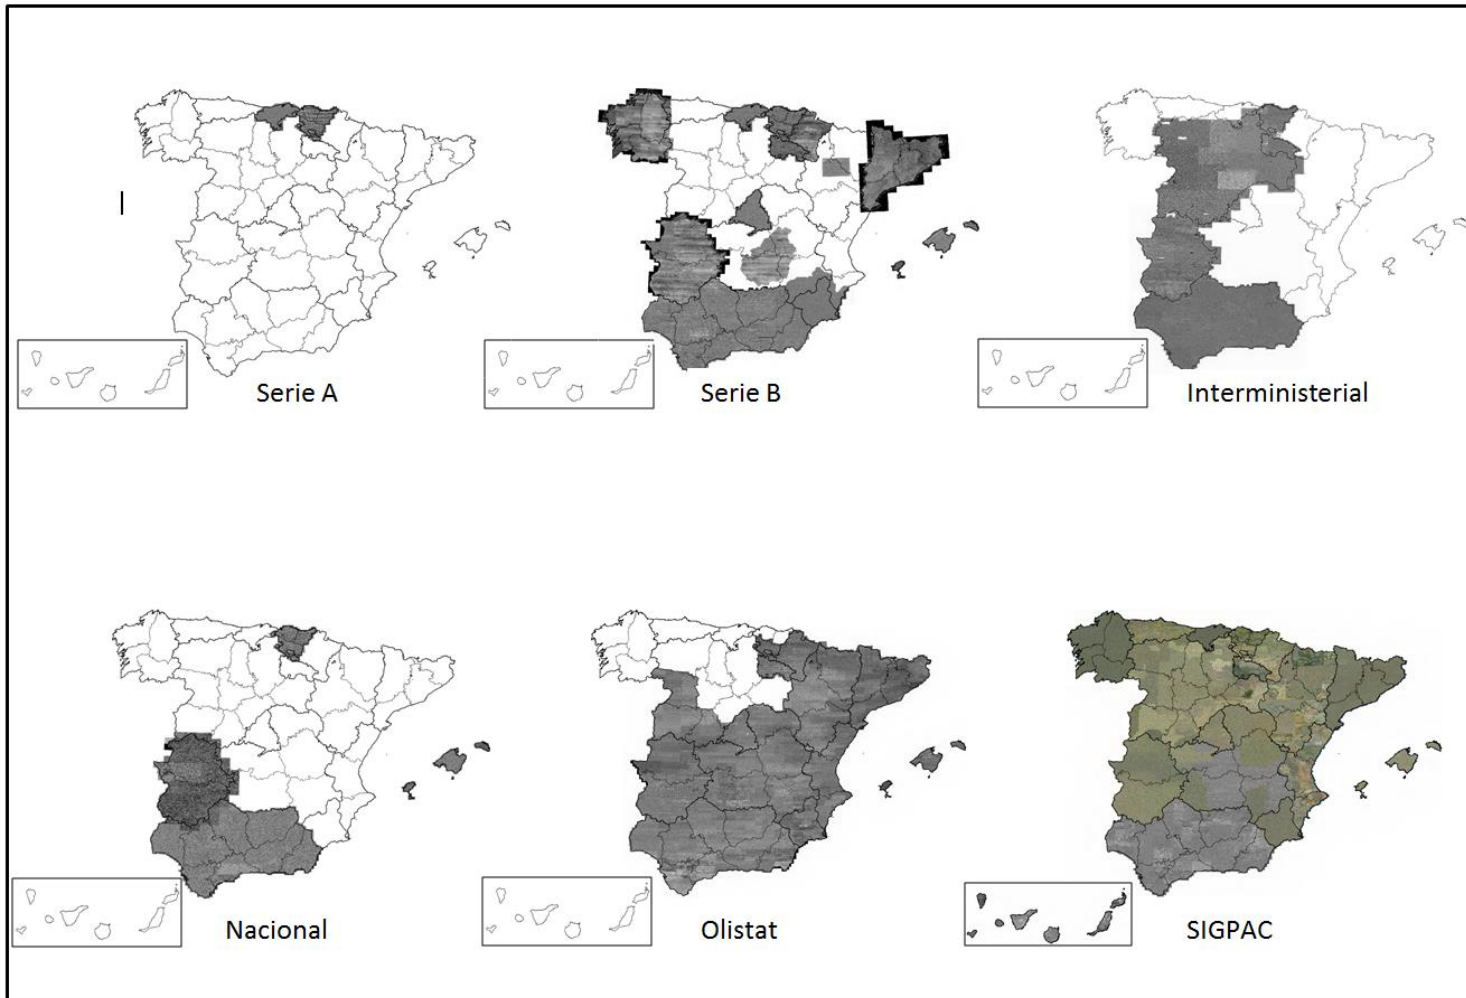 Serie A
Serie B
Interministerial
Nacional
Olistat
SIGPAC